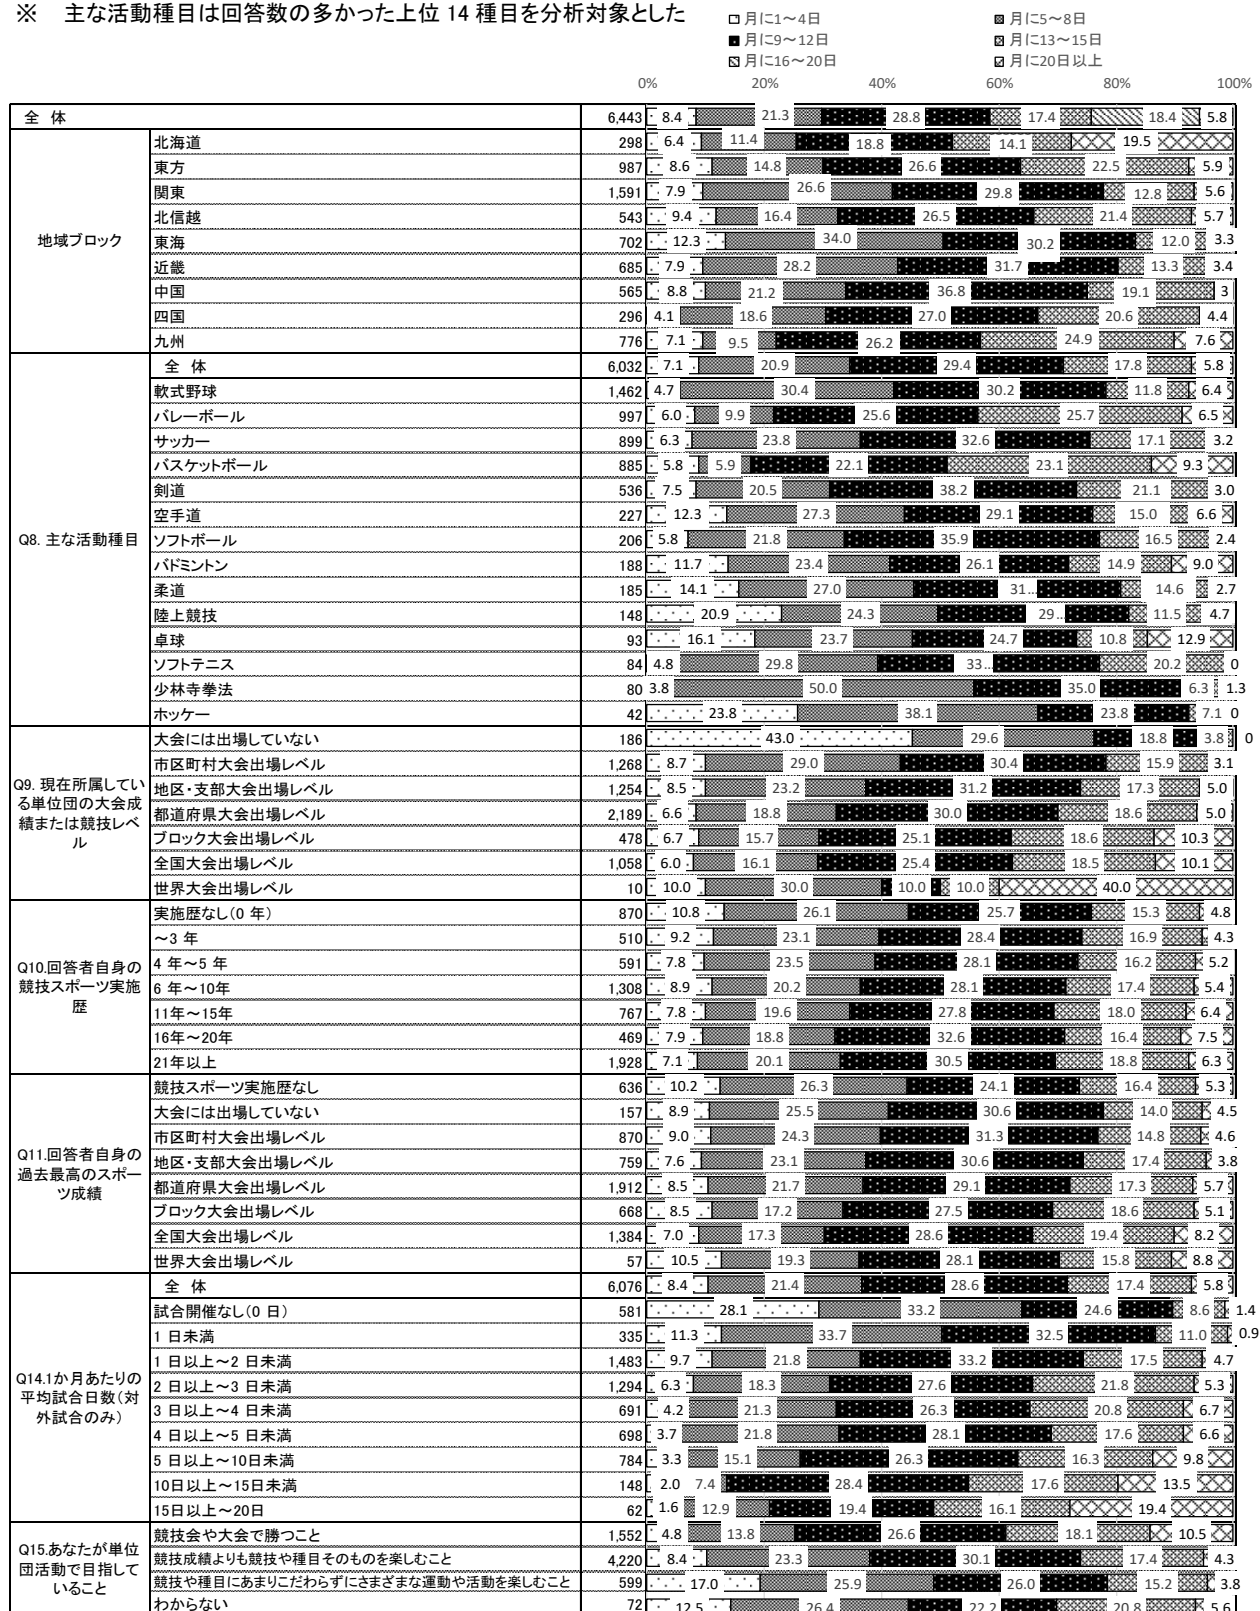 ※　主な活動種目は回答数の多かった上位 14 種目を分析対象とした
月に1～4日 月に5～8日
月に9～12日 月に13～15日
月に16～20日 月に20日以上
0% 20% 40% 60% 80% 100%
全 体 6,443 8.4 21.3 28.8 17.4 18.4 5.8
地域ブロック
北海道 298 6.4 11.4 18.8 14.1 19.5
東方 987 8.6 14.8 26.6 22.5 5.9
関東 1,591 7.9 26.6 29.8 12.8 5.6
北信越 543 9.4 16.4 26.5 21.4 5.7
東海 702 12.3 34.0 30.2 12.0 3.3
近畿 685 7.9 28.2 31.7 13.3 3.4
中国 565 8.8 21.2 36.8 19.1 3
四国 296 4.1 18.6 27.0 20.6 4.4
九州 776 7.1 9.5 26.2 24.9 7.6
Q8. 主な活動種目
全 体 6,032 7.1 20.9 29.4 17.8 5.8
軟式野球 1,462 4.7 30.4 30.2 11.8 6.4
バレーボール 997 6.0 9.9 25.6 25.7 6.5
サッカー 899 6.3 23.8 32.6 17.1 3.2
バスケットボール 885 5.8 5.9 22.1 23.1 9.3
剣道 536 7.5 20.5 38.2 21.1 3.0
空手道 227 12.3 27.3 29.1 15.0 6.6
ソフトボール 206 5.8 21.8 35.9 16.5 2.4
バドミントン 188 11.7 23.4 26.1 14.9 9.0
柔道 185 14.1 27.0 31... 14.6 2.7
陸上競技 148 20.9 24.3 29... 11.5 4.7
卓球 93 16.1 23.7 24.7 10.8 12.9
ソフトテニス 84 4.8 29.8 33... 20.2 0
少林寺拳法 80 3.8 50.0 35.0 6.3 1.3
ホッケー 42 23.8 38.1 23.8 7.1 0
Q9. 現在所属してい
る単位団の大会成
績または競技レベ
ル
大会には出場していない 186 43.0 29.6 18.8 3.8 0
市区町村大会出場レベル 1,268 8.7 29.0 30.4 15.9 3.1
地区・支部大会出場レベル 1,254 8.5 23.2 31.2 17.3 5.0
都道府県大会出場レベル 2,189 6.6 18.8 30.0 18.6 5.0
ブロック大会出場レベル 478 6.7 15.7 25.1 18.6 10.3
全国大会出場レベル 1,058 6.0 16.1 25.4 18.5 10.1
世界大会出場レベル 10 10.0 30.0 10.0 10.0 40.0
Q10.回答者自身の
競技スポーツ実施
歴
実施歴なし（0 年） 870 10.8 26.1 25.7 15.3 4.8
～3 年 510 9.2 23.1 28.4 16.9 4.3
4 年～5 年 591 7.8 23.5 28.1 16.2 5.2
6 年～10年 1,308 8.9 20.2 28.1 17.4 5.4
11年～15年 767 7.8 19.6 27.8 18.0 6.4
16年～20年 469 7.9 18.8 32.6 16.4 7.5
21年以上 1,928 7.1 20.1 30.5 18.8 6.3
Q11.回答者自身の
過去最高のスポー
ツ成績
競技スポーツ実施歴なし 636 10.2 26.3 24.1 16.4 5.3
大会には出場していない 157 8.9 25.5 30.6 14.0 4.5
市区町村大会出場レベル 870 9.0 24.3 31.3 14.8 4.6
地区・支部大会出場レベル 759 7.6 23.1 30.6 17.4 3.8
都道府県大会出場レベル 1,912 8.5 21.7 29.1 17.3 5.7
ブロック大会出場レベル 668 8.5 17.2 27.5 18.6 5.1
全国大会出場レベル 1,384 7.0 17.3 28.6 19.4 8.2
世界大会出場レベル 57 10.5 19.3 28.1 15.8 8.8
Q14.1か月あたりの
平均試合日数（対
外試合のみ）
全 体 6,076 8.4 21.4 28.6 17.4 5.8
試合開催なし（0 日） 581 28.1 33.2 24.6 8.6 1.4
1 日未満 335 11.3 33.7 32.5 11.0 0.9
1 日以上～2 日未満 1,483 9.7 21.8 33.2 17.5 4.7
2 日以上～3 日未満 1,294 6.3 18.3 27.6 21.8 5.3
3 日以上～4 日未満 691 4.2 21.3 26.3 20.8 6.7
4 日以上～5 日未満 698 3.7 21.8 28.1 17.6 6.6
5 日以上～10日未満 784 3.3 15.1 26.3 16.3 9.8
10日以上～15日未満 148 2.0 7.4 28.4 17.6 13.5
15日以上～20日 62 1.6 12.9 19.4 16.1 19.4
Q15.あなたが単位
団活動で目指して
いること
競技会や大会で勝つこと 1,552 4.8 13.8 26.6 18.1 10.5
競技成績よりも競技や種目そのものを楽しむこと 4,220 8.4 23.3 30.1 17.4 4.3
競技や種目にあまりこだわらずにさまざまな運動や活動を楽しむこと 599 17.0 25.9 26.0 15.2 3.8
わからない 72 12.5 26.4 22.2 20.8 5.6